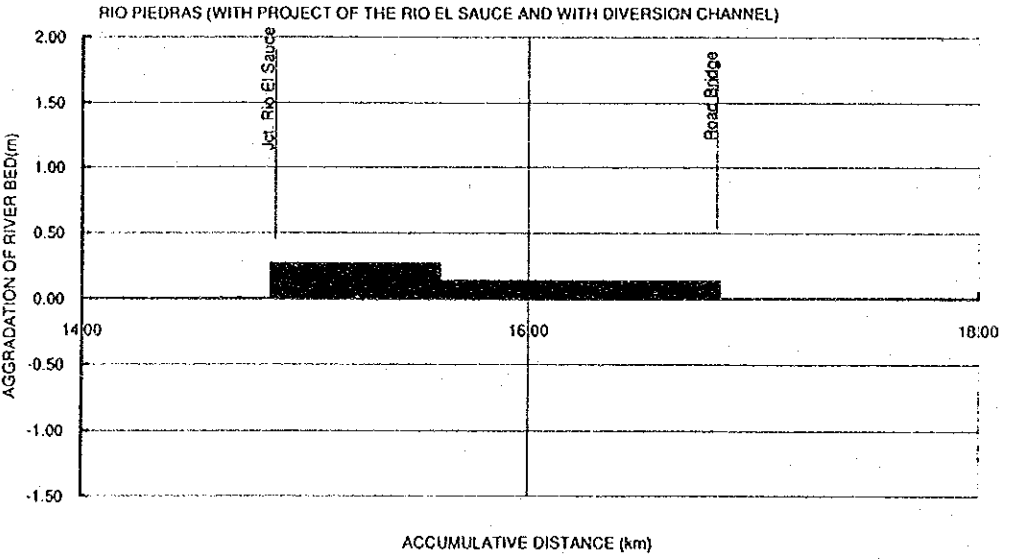 RIO PIEDRAS (WITH PROJECT OF THE RIO EL SAUCE AND WITH DIVERSION CHANNEL)
2.00
1.50
1.00
0.50
0.00
-0.50
-1.00
-1.50
AGGRADATION OF RIVER BED(m)
Jct. Rio El Sauce
Road Bridge
14.00
16.00
18.00
ACCUMULATIVE DISTANCE (km)